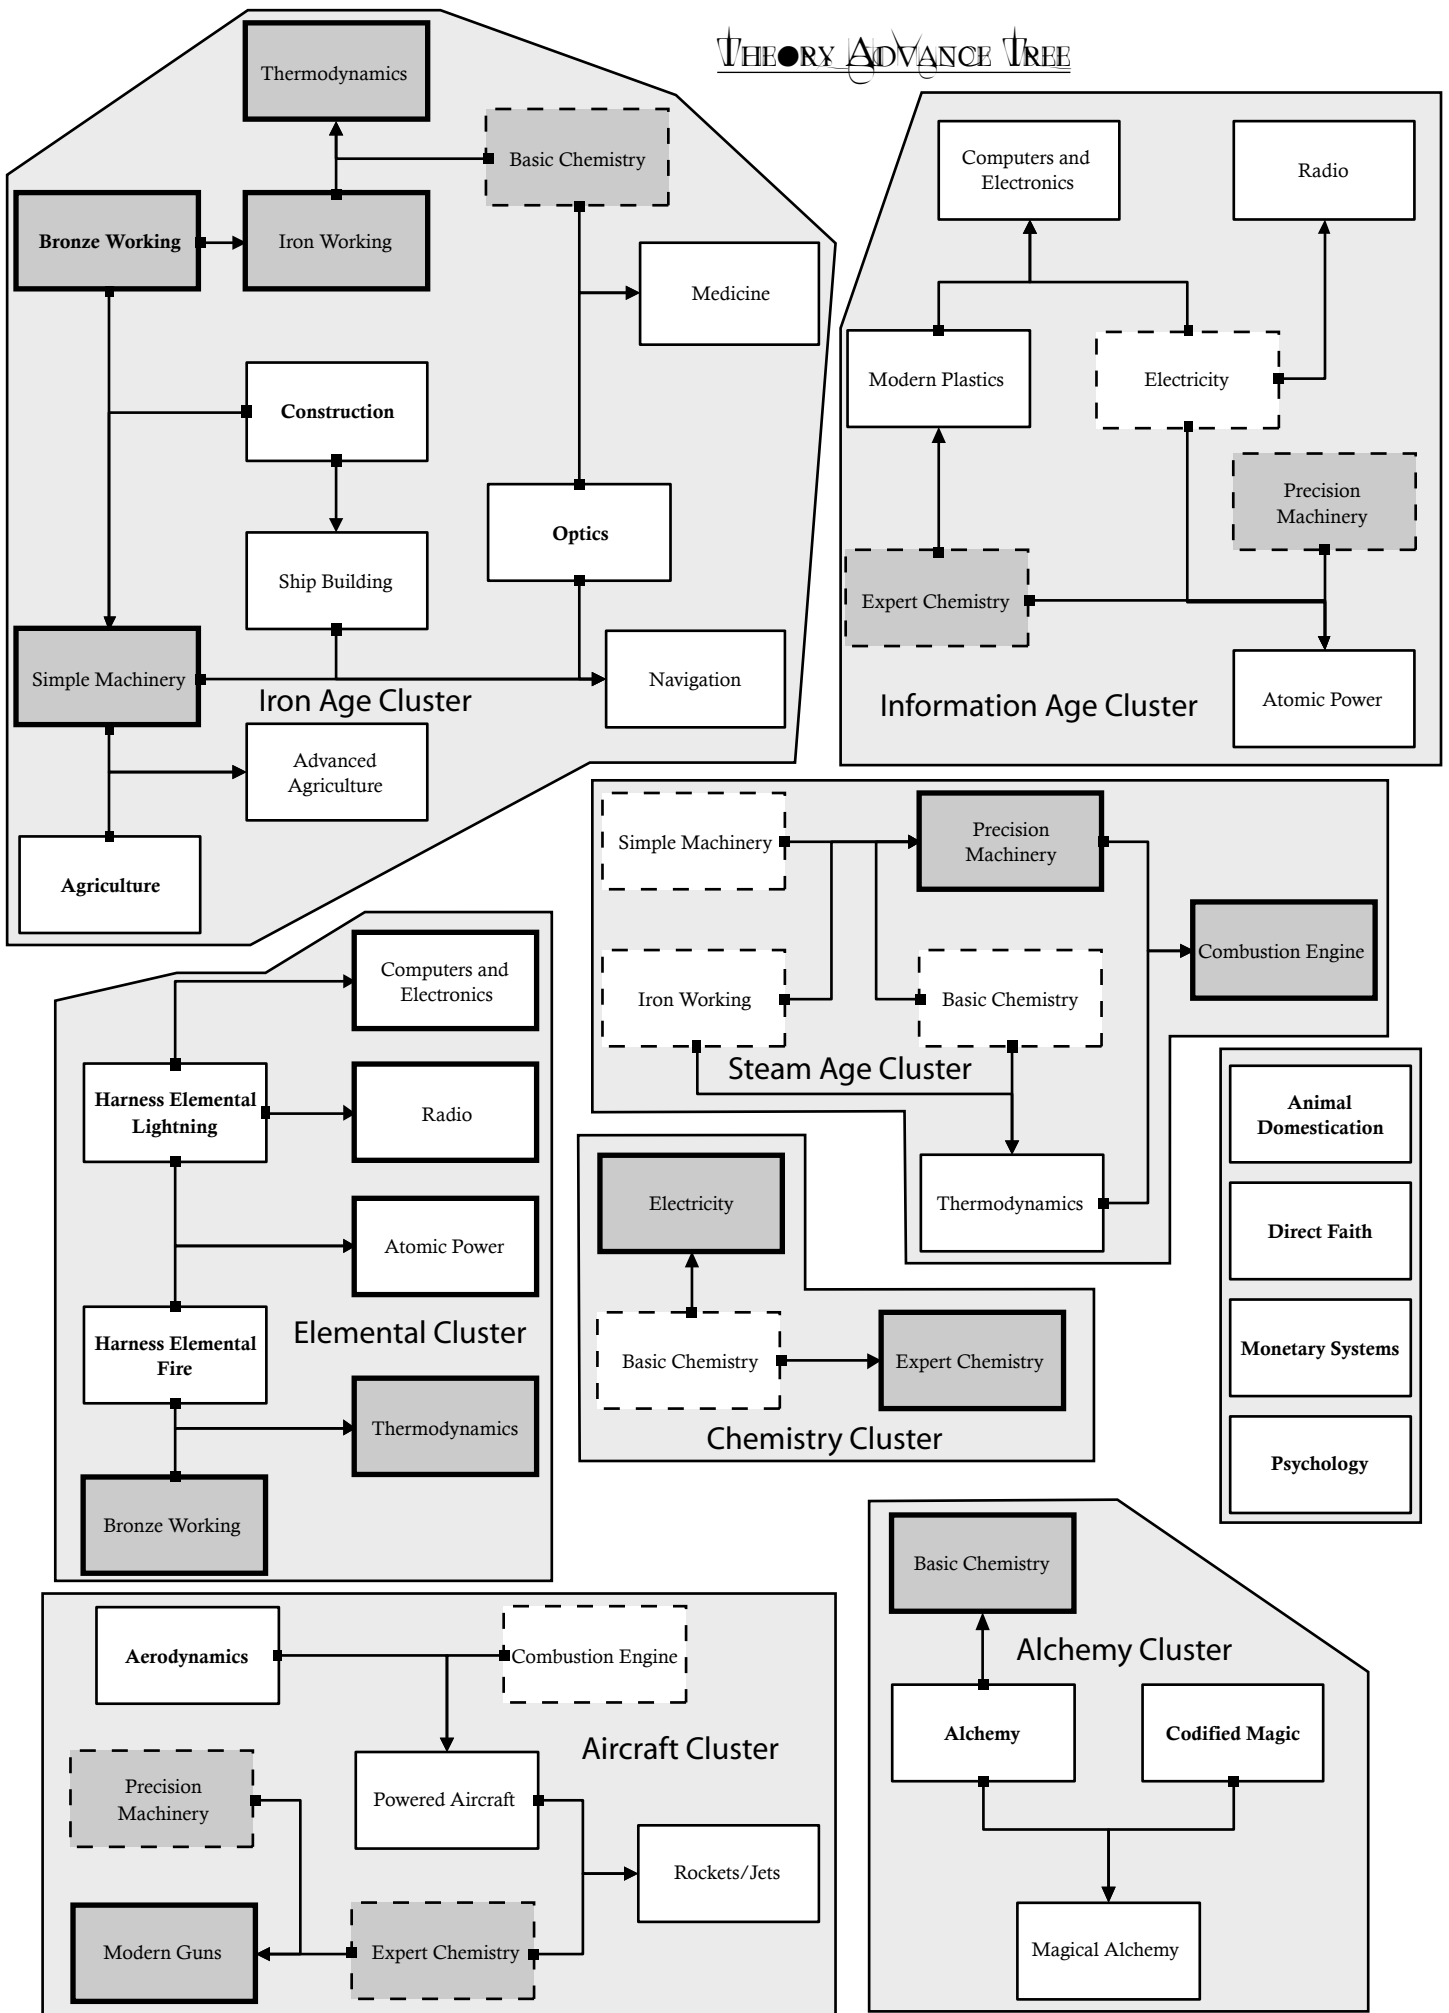 THEORY ADVANCE TREE
Thermodynamics
Basic Chemistry
Bronze Working
Iron Working
Medicine
Construction
Optics
Ship Building
Simple Machinery
Navigation
Iron Age Cluster
Advanced
Agriculture
Agriculture
Computers and
Electronics
Radio
Modern Plastics
Electricity
Precision
Machinery
Expert Chemistry
Atomic Power
Information Age Cluster
Simple Machinery
Precision
Machinery
Combustion Engine
Iron Working
Basic Chemistry
Steam Age Cluster
Thermodynamics
Computers and
Electronics
Harness Elemental
Lightning
Radio
Atomic Power
Harness Elemental
Fire
Elemental Cluster
Thermodynamics
Bronze Working
Electricity
Basic Chemistry
Expert Chemistry
Chemistry Cluster
Animal
Domestication
Direct Faith
Monetary Systems
Psychology
Aerodynamics
Combustion Engine
Aircraft Cluster
Precision
Machinery
Powered Aircraft
Rockets/Jets
Modern Guns
Expert Chemistry
Basic Chemistry
Alchemy Cluster
Alchemy
Codified Magic
Magical Alchemy